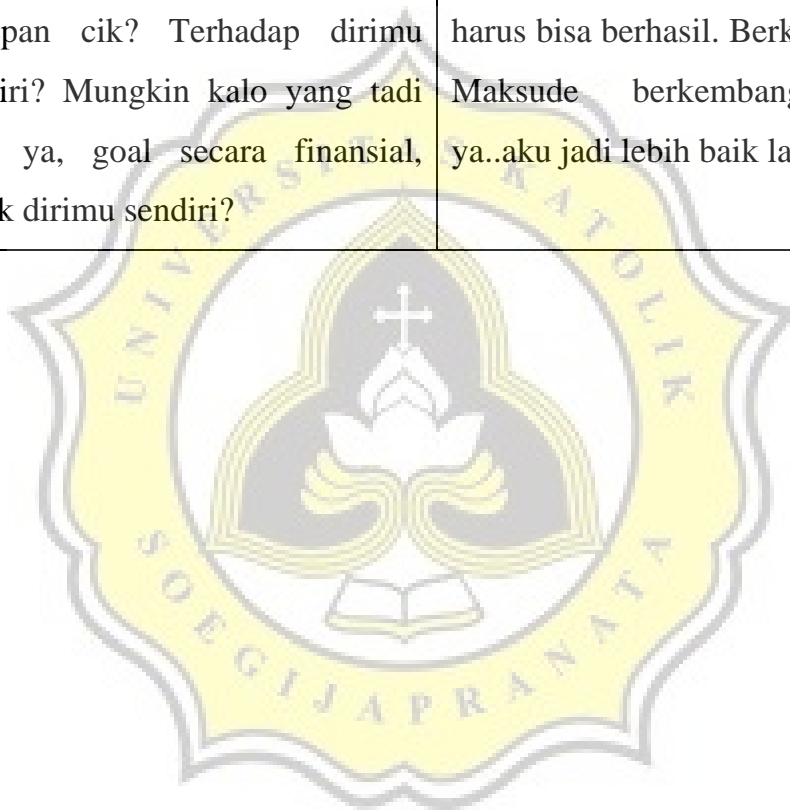 pan cik? Terhadap dirimu
iri? Mungkin kalo yang tadi
ya, goal secara finansial,
k dirimu sendiri?
harus bisa berhasil. Berk
Maksude berkembang
ya..aku jadi lebih baik la
UNIVERSITAS KATOLIK
SOEGIJAPRANATA